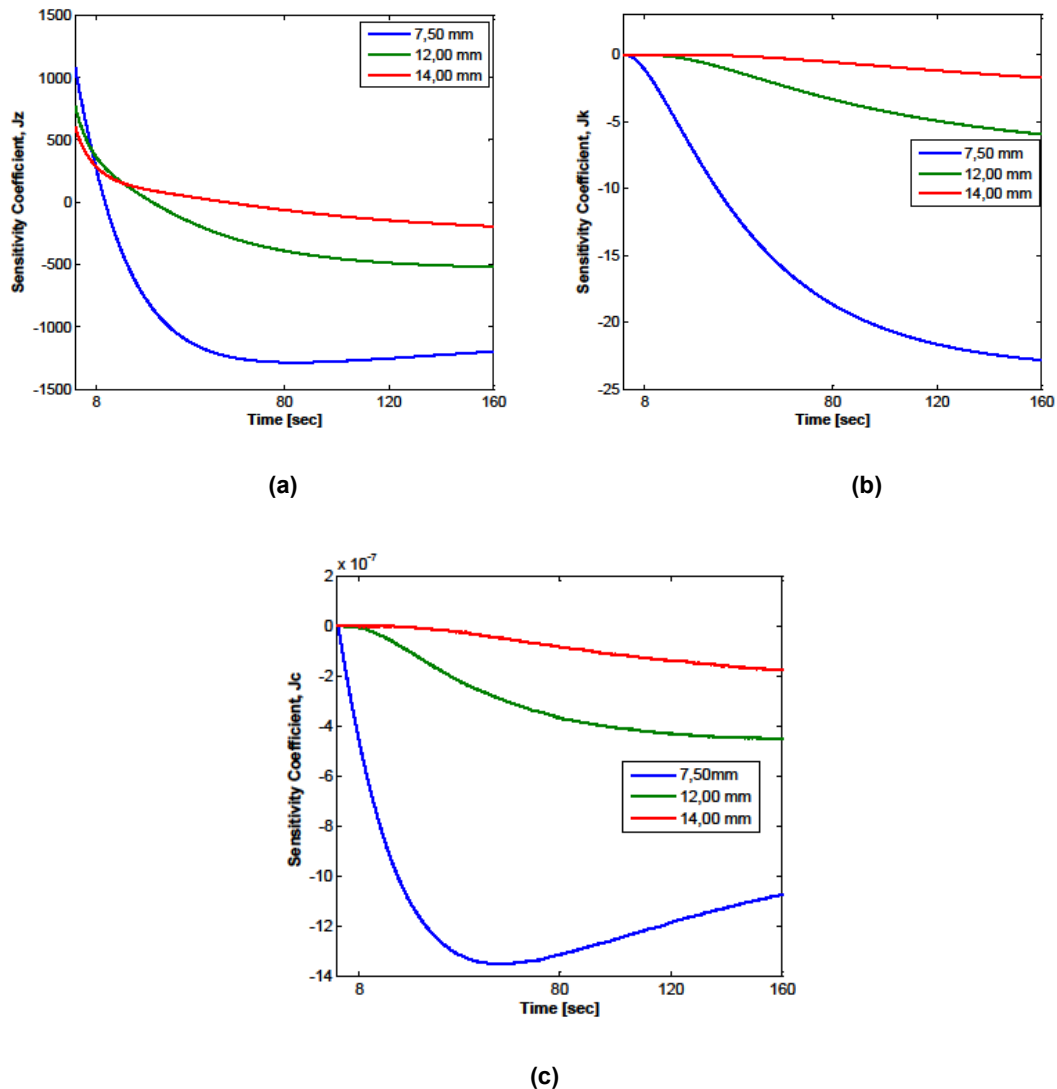 1500
1000
500
0
-500
-1000
-1500
Sensitivity Coefficient, Jz
7,50 mm
12,00 mm
14,00 mm
8 80 120 160
Time [sec]
(a)
0
-5
-10
-15
-20
-25
Sensitivity Coefficient, Jk
7,50 mm
12,00 mm
14,00 mm
8 80 120 160
Time [sec]
(b)
x 10⁻⁷
2
0
-2
-4
-6
-8
-10
-12
-14
Sensitivity Coefficient, Jc
7,50mm
12,00 mm
14,00 mm
8 80 120 160
Time [sec]
(c)